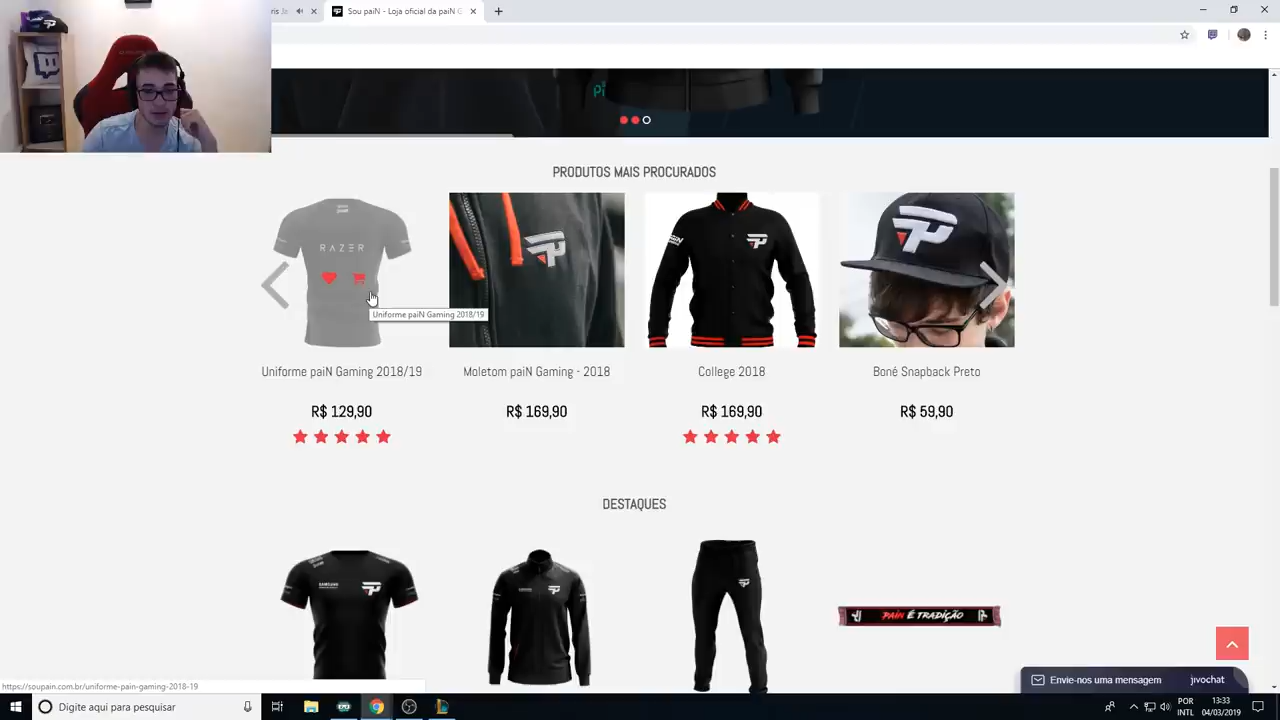 Sou paiN - Loja oficial da paiN G
PRODUTOS MAIS PROCURADOS
RAZER
Uniforme paiN Gaming 2018/19
Uniforme paiN Gaming 2018/19
Moletom paiN Gaming - 2018
College 2018
Boné Snapback Preto
R$ 129,90
R$ 169,90
R$ 169,90
R$ 59,90
DESTAQUES
SAMSUNG
SAMSUNG
PAIN É TRADIÇÃO
https://soupain.com.br/uniforme-pain-gaming-2018-19
Envie-nos uma mensagem
jivochat
Digite aqui para pesquisar
POR
INTL
13:33
04/03/2019